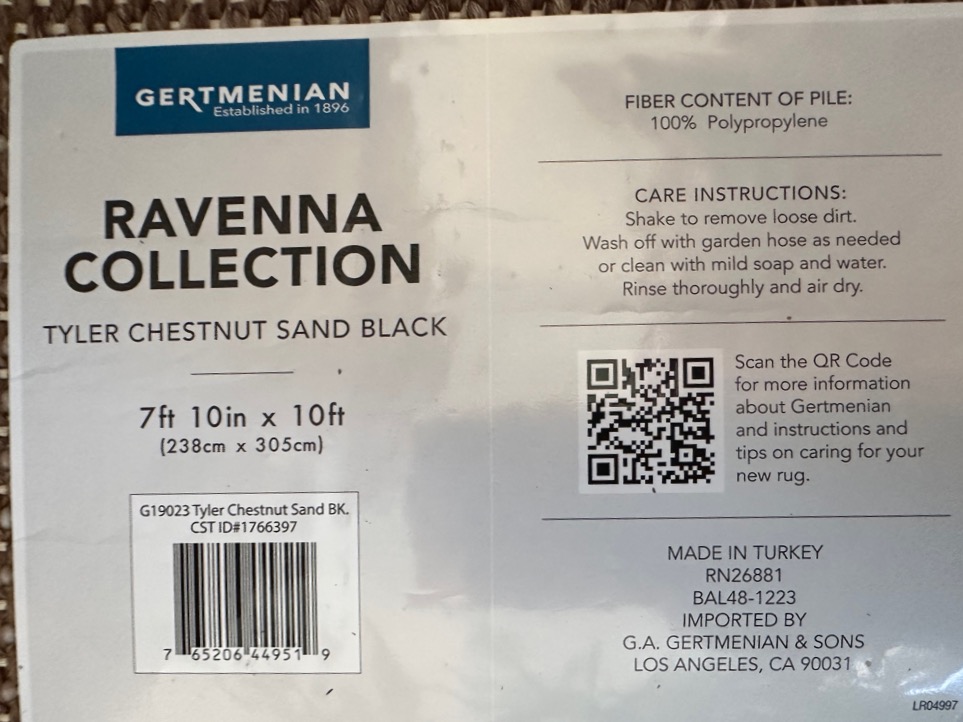 GERTMENIAN
Established in 1896
RAVENNA
COLLECTION
TYLER CHESTNUT SAND BLACK
7ft 10in x 10ft
(238cm x 305cm)
G19023 Tyler Chestnut Sand BK.
CST ID#1766397
7 65206 44951 9
FIBER CONTENT OF PILE:
100% Polypropylene
CARE INSTRUCTIONS:
Shake to remove loose dirt.
Wash off with garden hose as needed
or clean with mild soap and water.
Rinse thoroughly and air dry.
Scan the QR Code
for more information
about Gertmenian
and instructions and
tips on caring for your
new rug.
MADE IN TURKEY
RN26881
BAL48-1223
IMPORTED BY
G.A. GERTMENIAN & SONS
LOS ANGELES, CA 90031
LR04997